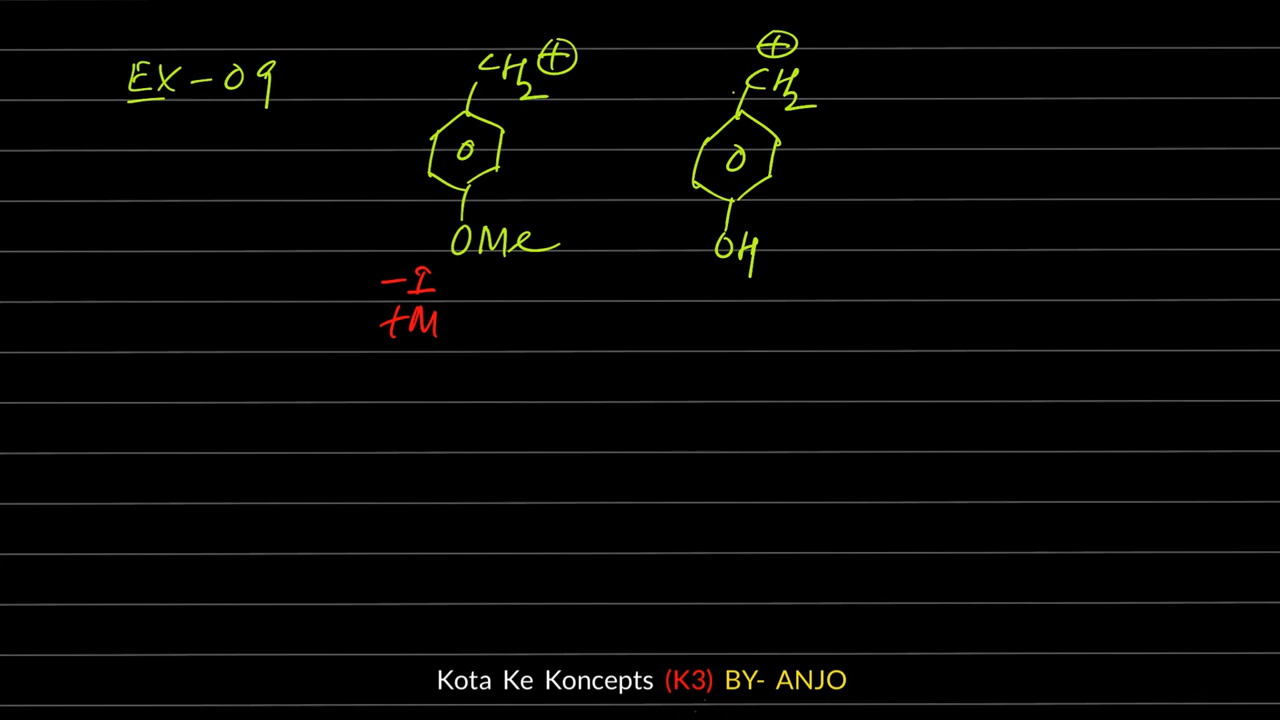 EX-09
CH2⊕ ⊕CH2
OMe OH
-I
+M
Kota Ke Koncepts (K3) BY- ANJO